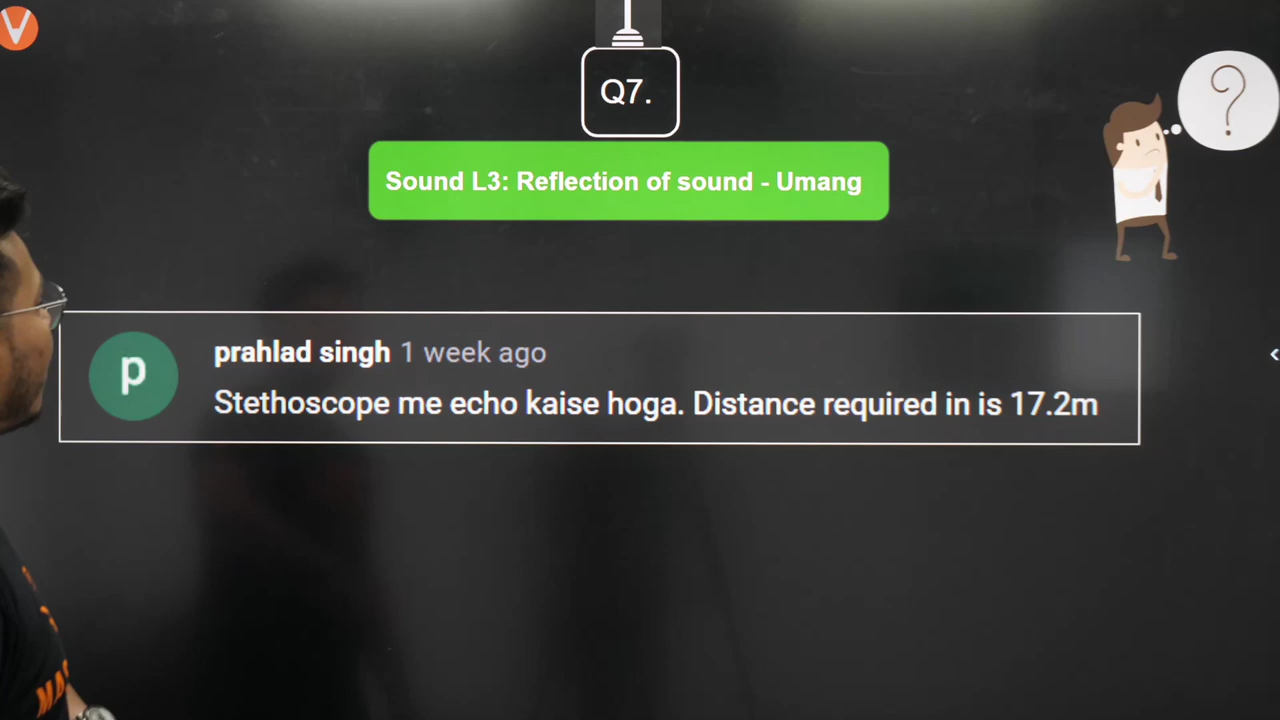 Q7.
Sound L3: Reflection of sound - Umang
p
prahlad singh 1 week ago
Stethoscope me echo kaise hoga. Distance required in is 17.2m
?
V
MAS